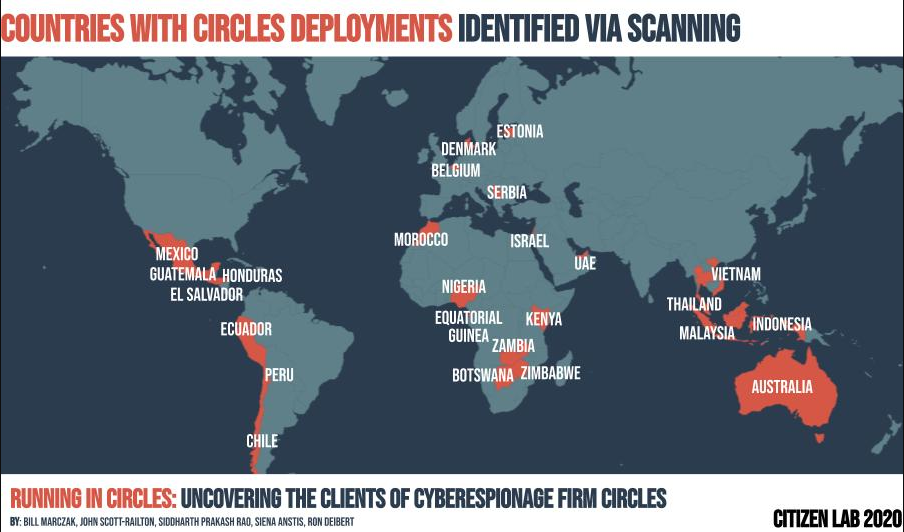 COUNTRIES WITH CIRCLES DEPLOYMENTS IDENTIFIED VIA SCANNING
ESTONIA
DENMARK
BELGIUM
SERBIA
MOROCCO
ISRAEL
UAE
MEXICO
GUATEMALA HONDURAS
EL SALVADOR
NIGERIA
VIETNAM
THAILAND
EQUATORIAL
GUINEA
KENYA
ECUADOR
MALAYSIA
INDONESIA
ZAMBIA
PERU
BOTSWANA
ZIMBABWE
AUSTRALIA
CHILE
RUNNING IN CIRCLES: UNCOVERING THE CLIENTS OF CYBERESPIONAGE FIRM CIRCLES
BY: BILL MARCZAK, JOHN SCOTT-RAILTON, SIDDHARTH PRAKASH RAO, SIENA ANSTIS, RON DEIBERT
CITIZEN LAB 2020